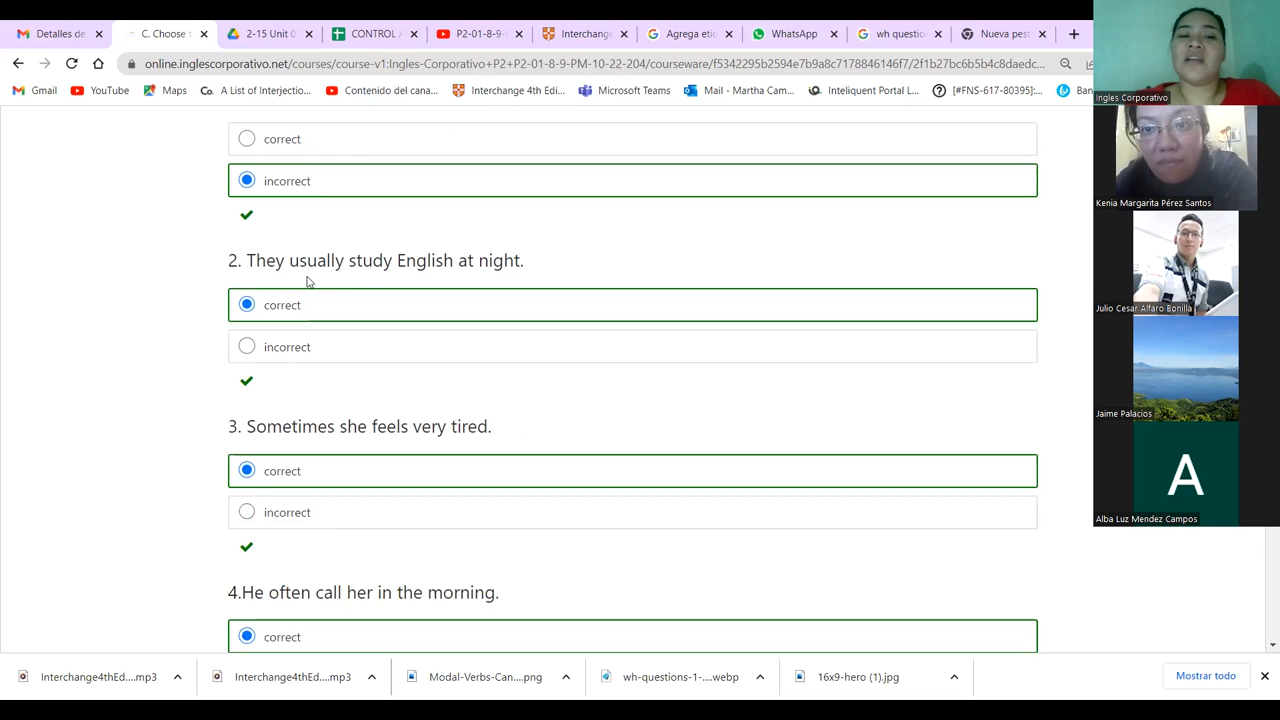 Detalles de
C. Choose t
2-15 Unit 0
CONTROL A
P2-01-8-9-
Interchange
Agrega etic
WhatsApp
wh questio
Nueva pest
online.inglescorporativo.net/courses/course-v1:Ingles-Corporativo+P2+P2-01-8-9-PM-10-22-204/courseware/f5342295b2594e7b9a8c7178846146f7/2f1b27bc6b5b4c8daedc...
Gmail
YouTube
Maps
Co. A List of Interjectio...
Contenido del cana...
Interchange 4th Edi...
Microsoft Teams
Mail - Martha Cam...
Inteliquent Portal L...
[#FNS-617-80395]:...
Ban
correct
incorrect
2. They usually study English at night.
correct
incorrect
3. Sometimes she feels very tired.
correct
incorrect
4.He often call her in the morning.
correct
Ingles Corporativo
Kenia Margarita Pérez Santos
Julio Cesar Alfaro Bonilla
Jaime Palacios
A
Alba Luz Mendez Campos
Interchange4thEd....mp3
Interchange4thEd....mp3
Modal-Verbs-Can....png
wh-questions-1-....webp
16x9-hero (1).jpg
Mostrar todo